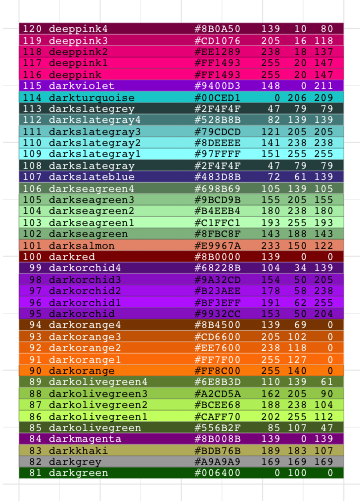 120 deeppink4 #8B0A50 139 10 80
119 deeppink3 #CD1076 205 16 118
118 deeppink2 #EE1289 238 18 137
117 deeppink1 #FF1493 255 20 147
116 deeppink #FF1493 255 20 147
115 darkviolet #9400D3 148 0 211
114 darkturquoise #00CED1 0 206 209
113 darkslategrey #2F4F4F 47 79 79
112 darkslategray4 #528B8B 82 139 139
111 darkslategray3 #79CDCD 121 205 205
110 darkslategray2 #8DEEEE 141 238 238
109 darkslategray1 #97FFFF 151 255 255
108 darkslategray #2F4F4F 47 79 79
107 darkslateblue #483D8B 72 61 139
106 darkseagreen4 #698B69 105 139 105
105 darkseagreen3 #9BCD9B 155 205 155
104 darkseagreen2 #B4EEB4 180 238 180
103 darkseagreen1 #C1FFC1 193 255 193
102 darkseagreen #8FBC8F 143 188 143
101 darksalmon #E9967A 233 150 122
100 darkred #8B0000 139 0 0
99 darkorchid4 #68228B 104 34 139
98 darkorchid3 #9A32CD 154 50 205
97 darkorchid2 #B23AEE 178 58 238
96 darkorchid1 #BF3EFF 191 62 255
95 darkorchid #9932CC 153 50 204
94 darkorange4 #8B4500 139 69 0
93 darkorange3 #CD6600 205 102 0
92 darkorange2 #EE7600 238 118 0
91 darkorange1 #FF7F00 255 127 0
90 darkorange #FF8C00 255 140 0
89 darkolivegreen4 #6E8B3D 110 139 61
88 darkolivegreen3 #A2CD5A 162 205 90
87 darkolivegreen2 #BCEE68 188 238 104
86 darkolivegreen1 #CAFF70 202 255 112
85 darkolivegreen #556B2F 85 107 47
84 darkmagenta #8B008B 139 0 139
83 darkkhaki #BDB76B 189 183 107
82 darkgrey #A9A9A9 169 169 169
81 darkgreen #006400 0 100 0